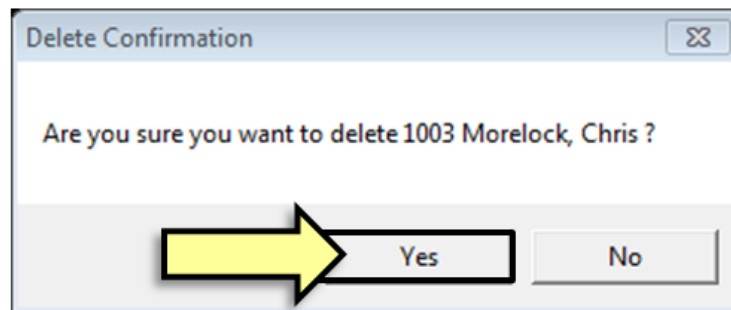 Delete Confirmation
Are you sure you want to delete 1003 Morelock, Chris ?
Yes No